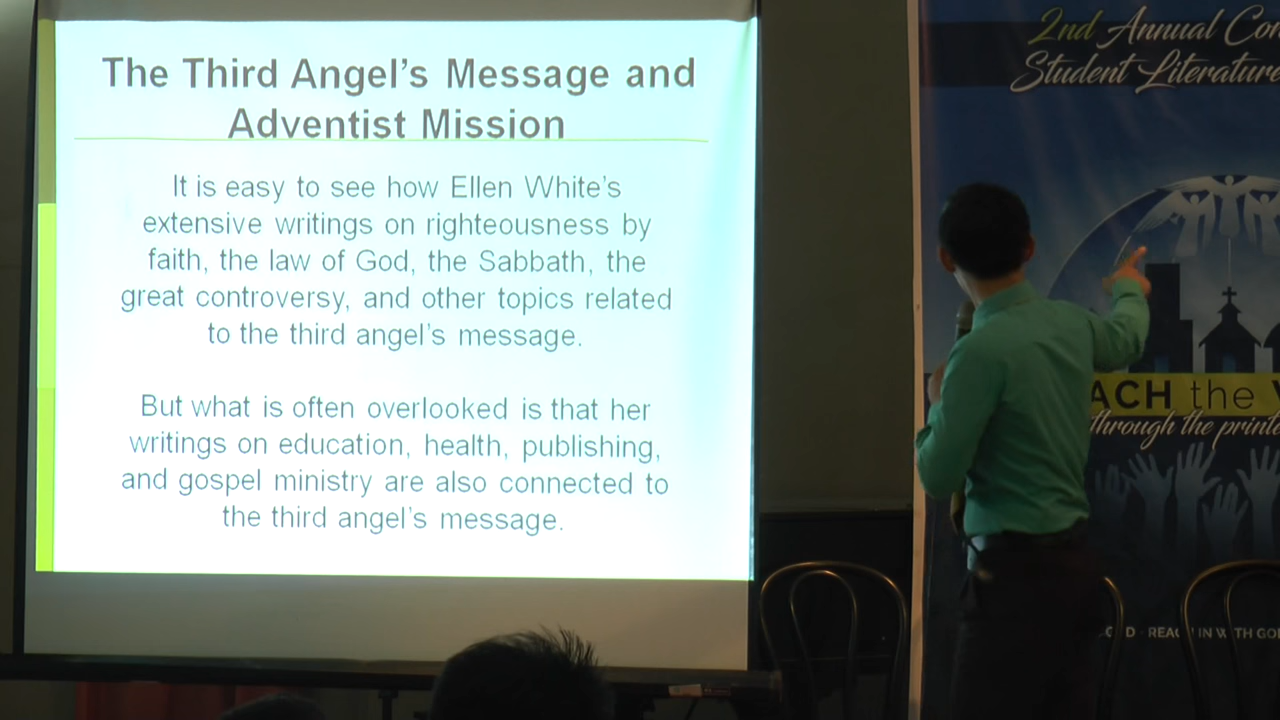 The Third Angel's Message and
Adventist Mission
It is easy to see how Ellen White's
extensive writings on righteousness by
faith, the law of God, the Sabbath, the
great controversy, and other topics related
to the third angel's message.
But what is often overlooked is that her
writings on education, health, publishing,
and gospel ministry are also connected to
the third angel's message.
2nd Annual
Student Literature
the
through the
IN WITH